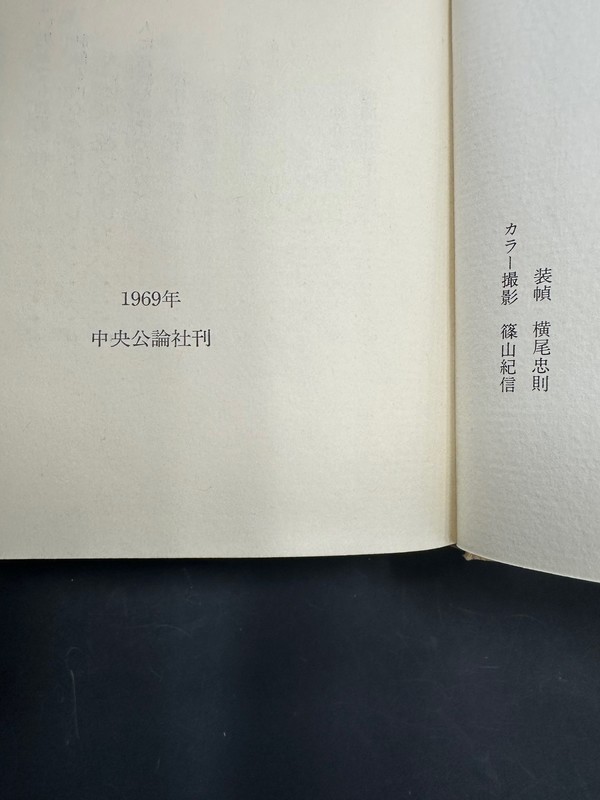 装幀　横尾忠則
カラー撮影　篠山紀信
1969年
中央公論社刊